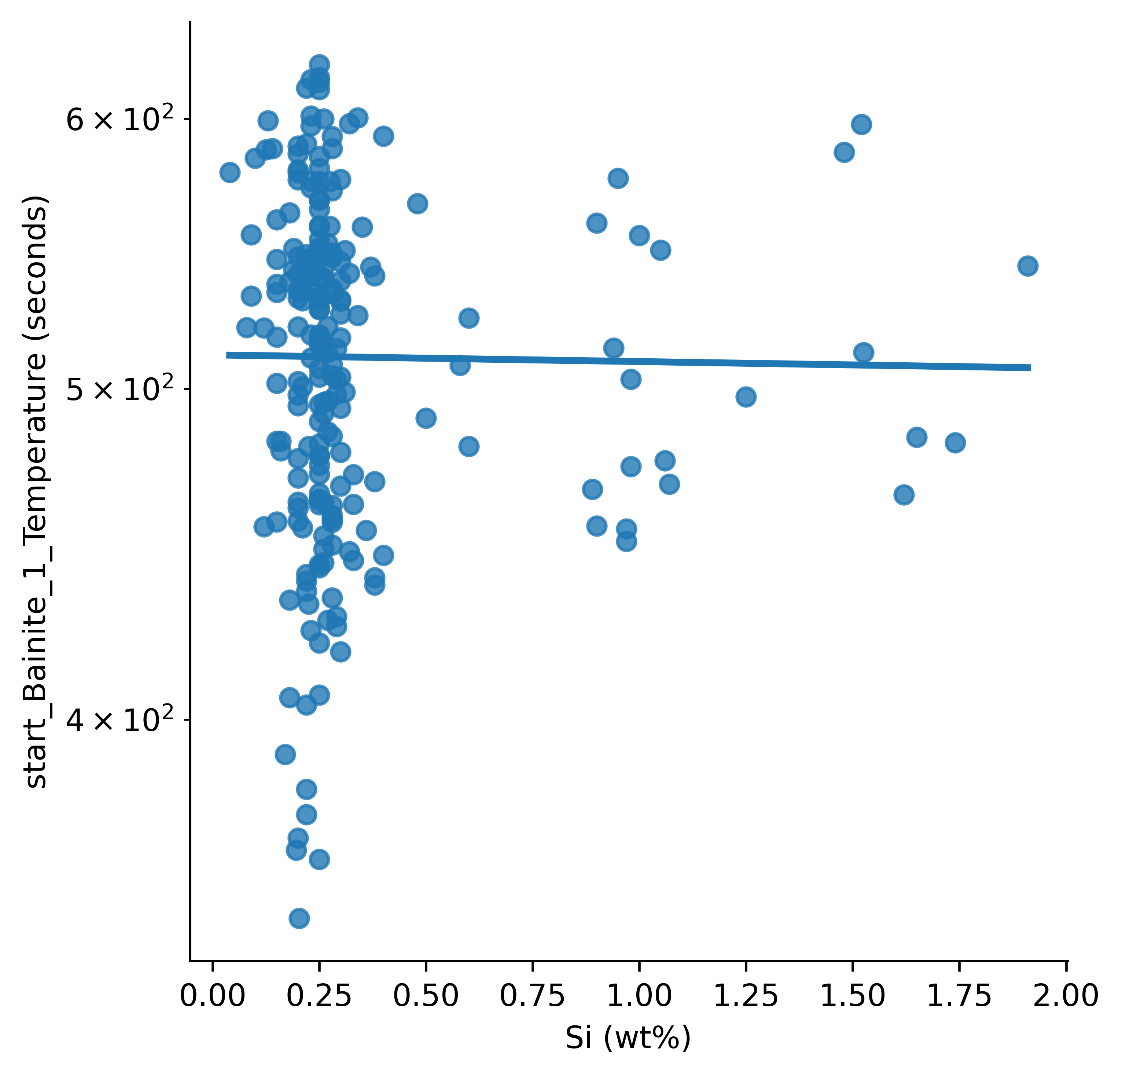 start_Bainite_1_Temperature (seconds)
6 × 10²
5 × 10²
4 × 10²
0.00 0.25 0.50 0.75 1.00 1.25 1.50 1.75 2.00
Si (wt%)